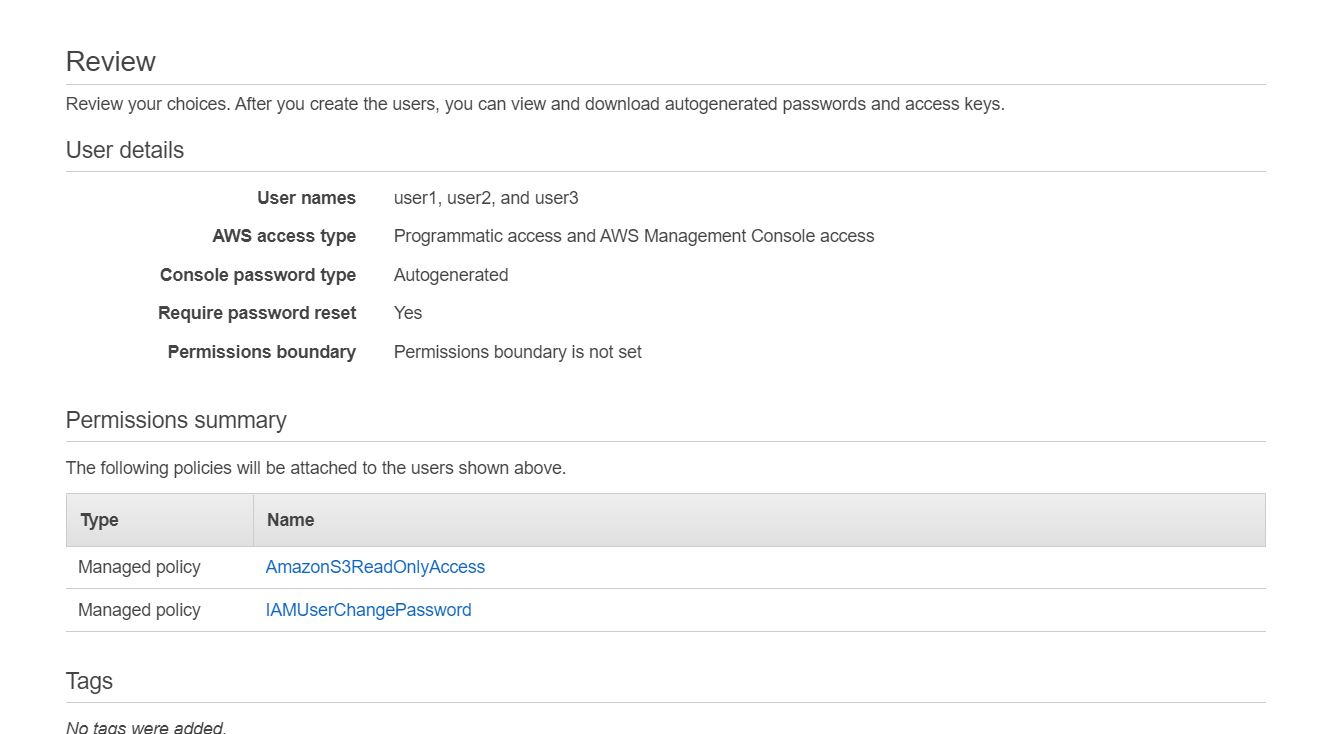 Review
Review your choices. After you create the users, you can view and download autogenerated passwords and access keys.
User details
User names user1, user2, and user3
AWS access type Programmatic access and AWS Management Console access
Console password type Autogenerated
Require password reset Yes
Permissions boundary Permissions boundary is not set
Permissions summary
The following policies will be attached to the users shown above.
Type Name
Managed policy AmazonS3ReadOnlyAccess
Managed policy IAMUserChangePassword
Tags
No tags were added.